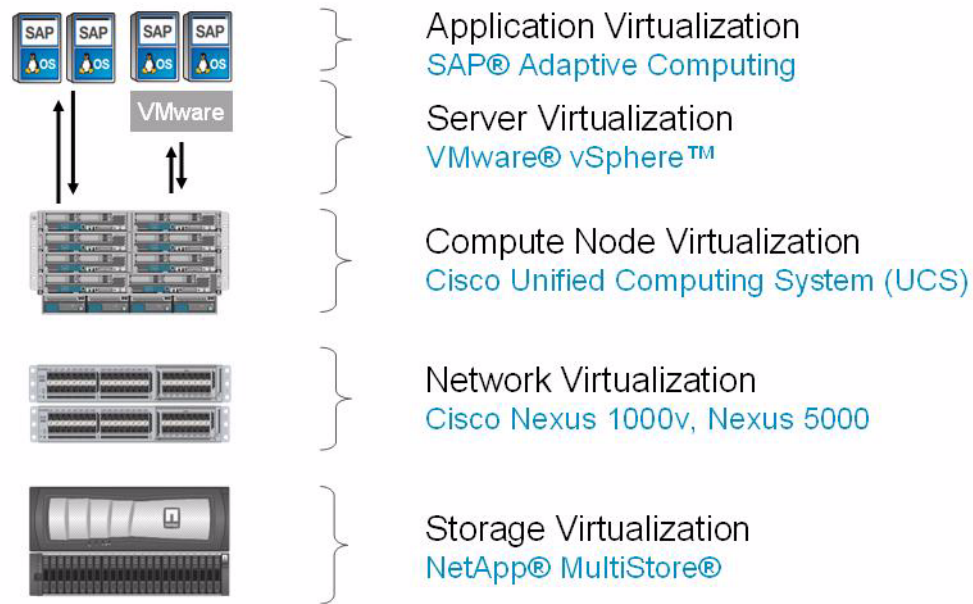 SAP SAP SAP SAP
OS OS OS OS
VMware
Application Virtualization
SAP® Adaptive Computing
Server Virtualization
VMware® vSphere™
Compute Node Virtualization
Cisco Unified Computing System (UCS)
Network Virtualization
Cisco Nexus 1000v, Nexus 5000
Storage Virtualization
NetApp® MultiStore®